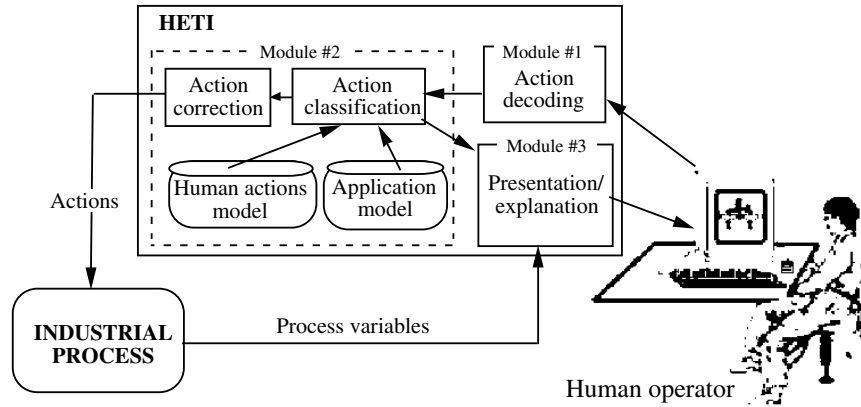 HETI
Module #2
Module #1
Action
correction
Action
classification
Action
decoding
Module #3
Human actions
model
Application
model
Presentation/
explanation
Actions
INDUSTRIAL
PROCESS
Process variables
Human operator